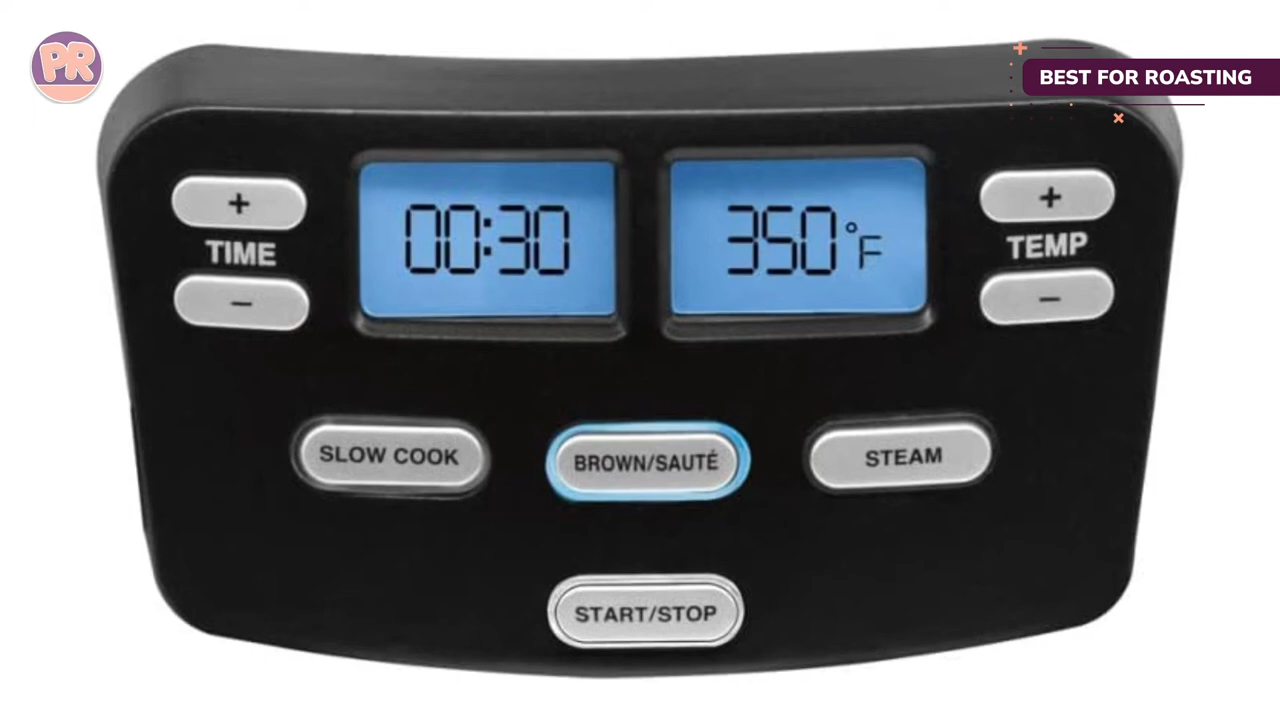 PR
BEST FOR ROASTING
+
+
00:30
350°F
TIME
TEMP
−
−
SLOW COOK
BROWN/SAUTÉ
STEAM
START/STOP